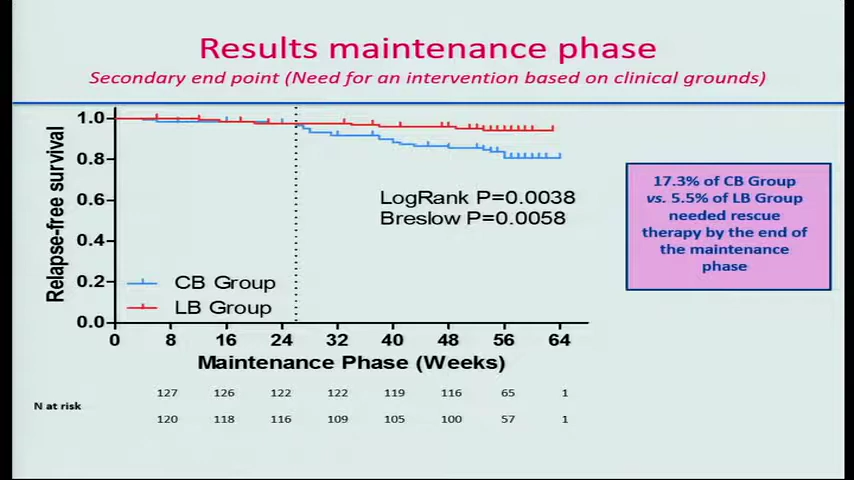 Results maintenance phase
Secondary end point (Need for an intervention based on clinical grounds)
Relapse-free survival
1.0
0.8
0.6
0.4
0.2
0.0
LogRank P=0.0038
Breslow P=0.0058
CB Group
LB Group
0 8 16 24 32 40 48 56 64
Maintenance Phase (Weeks)
17.3% of CB Group
vs. 5.5% of LB Group
needed rescue
therapy by the end of
the maintenance
phase
N at risk
127 126 122 122 119 116 65 1
120 118 116 109 105 100 57 1